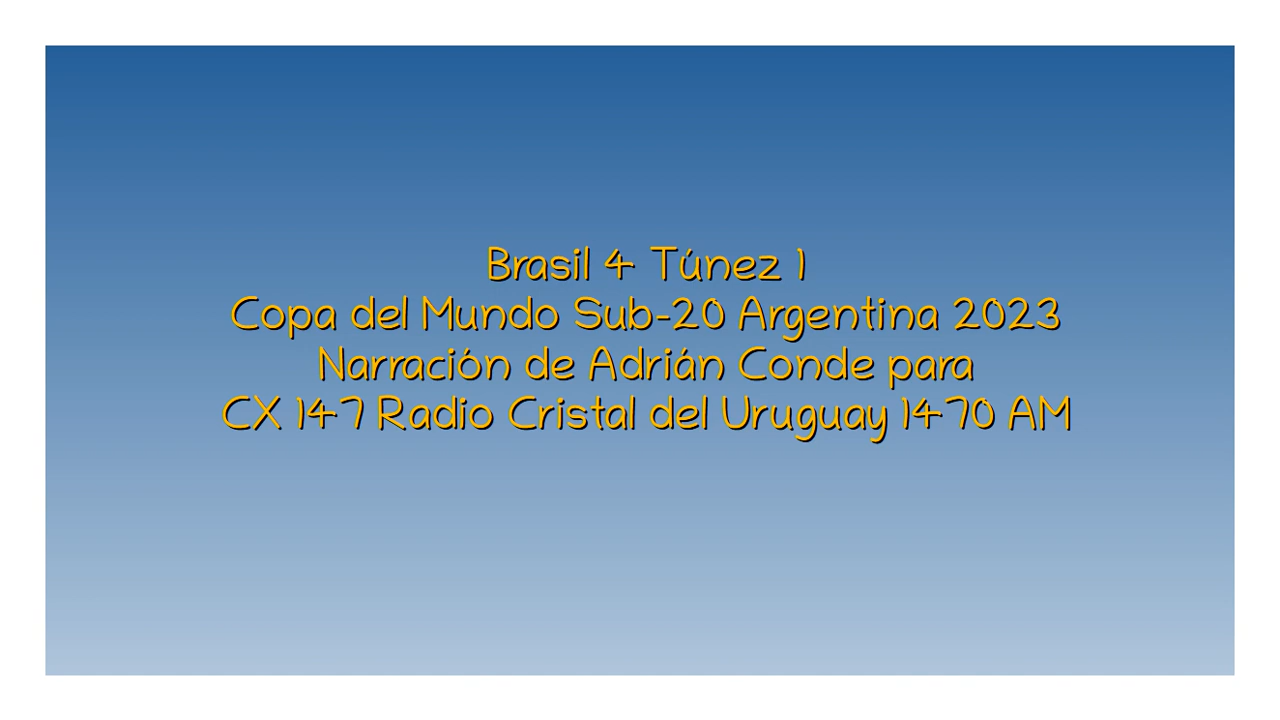 Brasil 4 Túnez 1
Copa del Mundo Sub-20 Argentina 2023
Narración de Adrián Conde para
CX 147 Radio Cristal del Uruguay 1470 AM